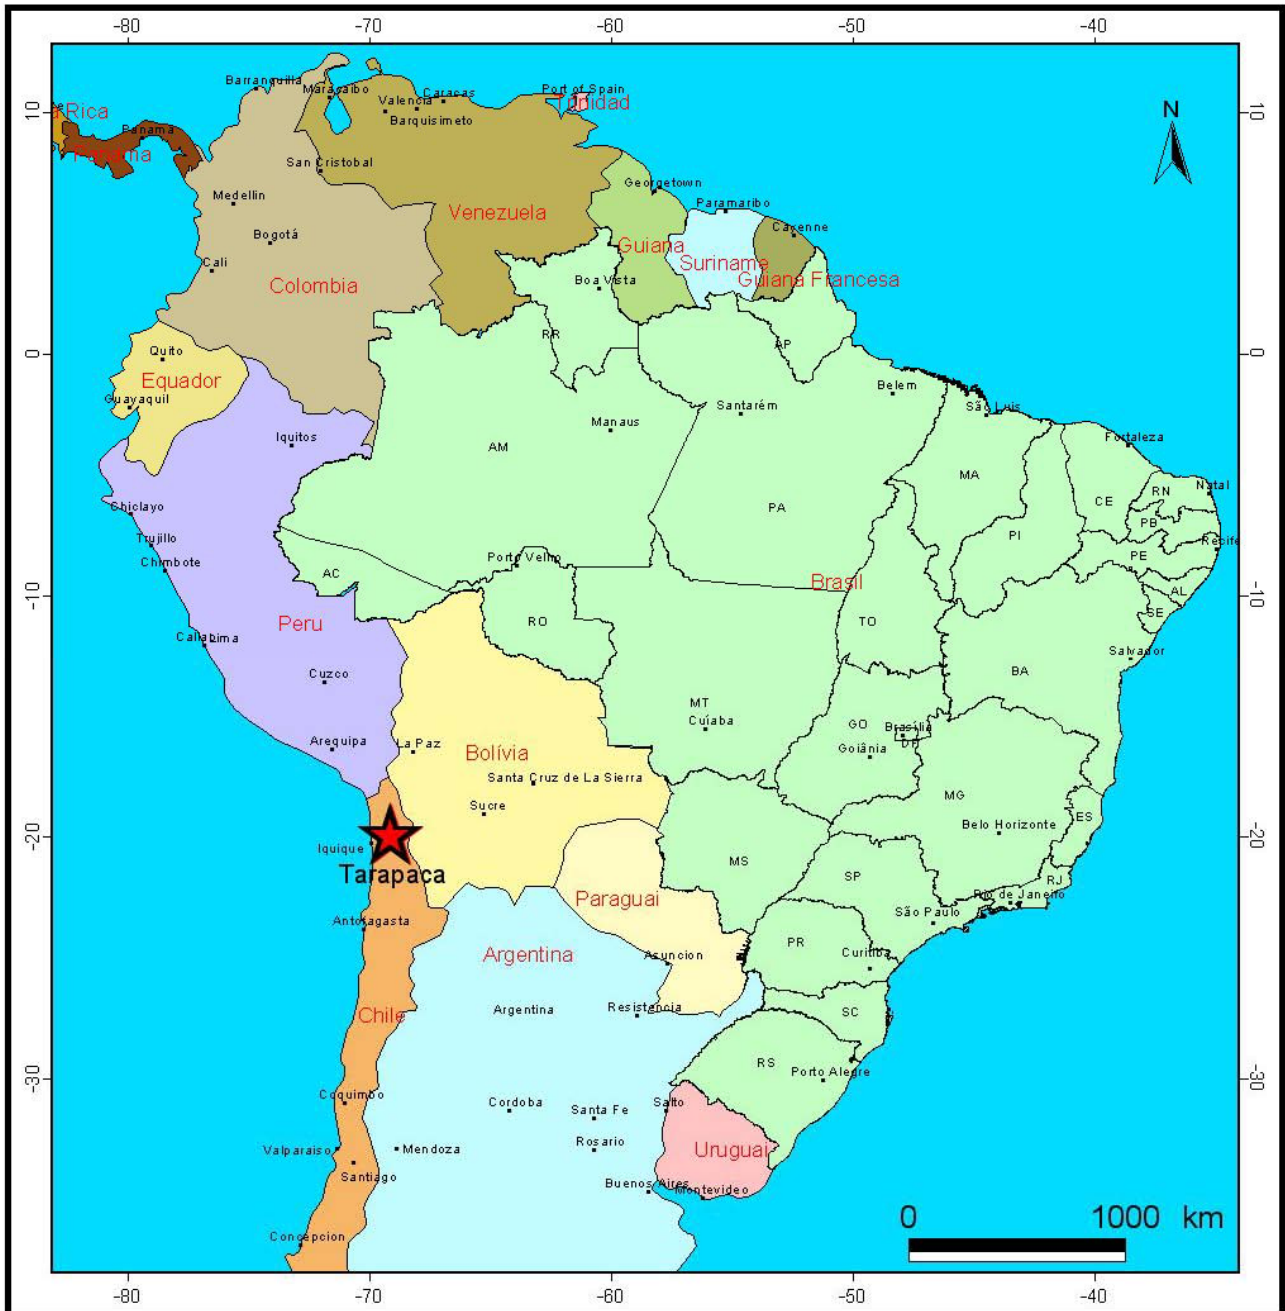 -80 -70 -60 -50 -40
10
0
-10
-20
-30
10
0
-10
-20
-30
N
Barranquilla
Maracaibo
Valencia
Caracas
Barquisimeto
Port of Spain
Trinidad
a Rica
Panama
Panama
San Cristobal
Medellin
Bogotá
Cali
Colombia
Venezuela
Georgetown
Guiana
Paramaribo
Suriname
Cayenne
Guiana Francesa
Boa Vista
RR
AP
Quito
Equador
Guayaquil
Iquitos
Manaus
AM
Santarém
Belem
São Luis
Fortaleza
MA
CE
RN
Natal
PB
PI
PE
Recife
AL
SE
PA
Chiclayo
Trujillo
Chimbote
AC
Porto Velho
Brasil
RO
TO
Peru
Callao
Lima
Cuzco
Salvador
BA
MT
Cuíaba
GO
Brasília
DF
Goiânia
Arequipa
La Paz
Bolívia
Santa Cruz de La Sierra
Sucre
MG
Belo Horizonte
ES
Iquique
Tarapaca
MS
SP
RJ
Rio de Janeiro
São Paulo
Paraguai
Antofagasta
Asuncion
PR
Curitiba
Argentina
Argentina
Resistencia
SC
Chile
RS
Porto Alegre
Coquimbo
Cordoba
Santa Fe
Salto
Valparaiso
Mendoza
Rosario
Uruguai
Santiago
Buenos Aires
Montevideo
Concepcion
0 1000 km
-80 -70 -60 -50 -40